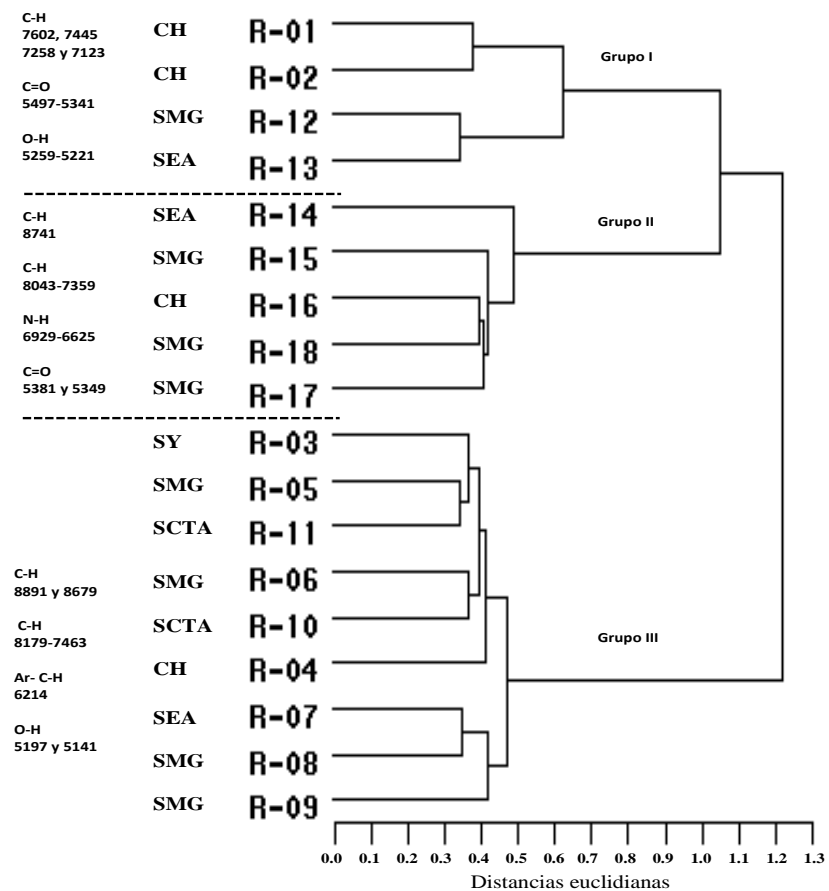 C-H
7602, 7445
7258 y 7123
C=O
5497-5341
O-H
5259-5221
CH R-01
CH R-02
SMG R-12
SEA R-13
Grupo I
C-H
8741
C-H
8043-7359
N-H
6929-6625
C=O
5381 y 5349
SEA R-14
SMG R-15
CH R-16
SMG R-18
SMG R-17
Grupo II
C-H
8891 y 8679
C-H
8179-7463
Ar- C-H
6214
O-H
5197 y 5141
SY R-03
SMG R-05
SCTA R-11
SMG R-06
SCTA R-10
CH R-04
SEA R-07
SMG R-08
SMG R-09
Grupo III
0.0 0.1 0.2 0.3 0.4 0.5 0.6 0.7 0.8 0.9 1.0 1.1 1.2 1.3
Distancias euclidianas